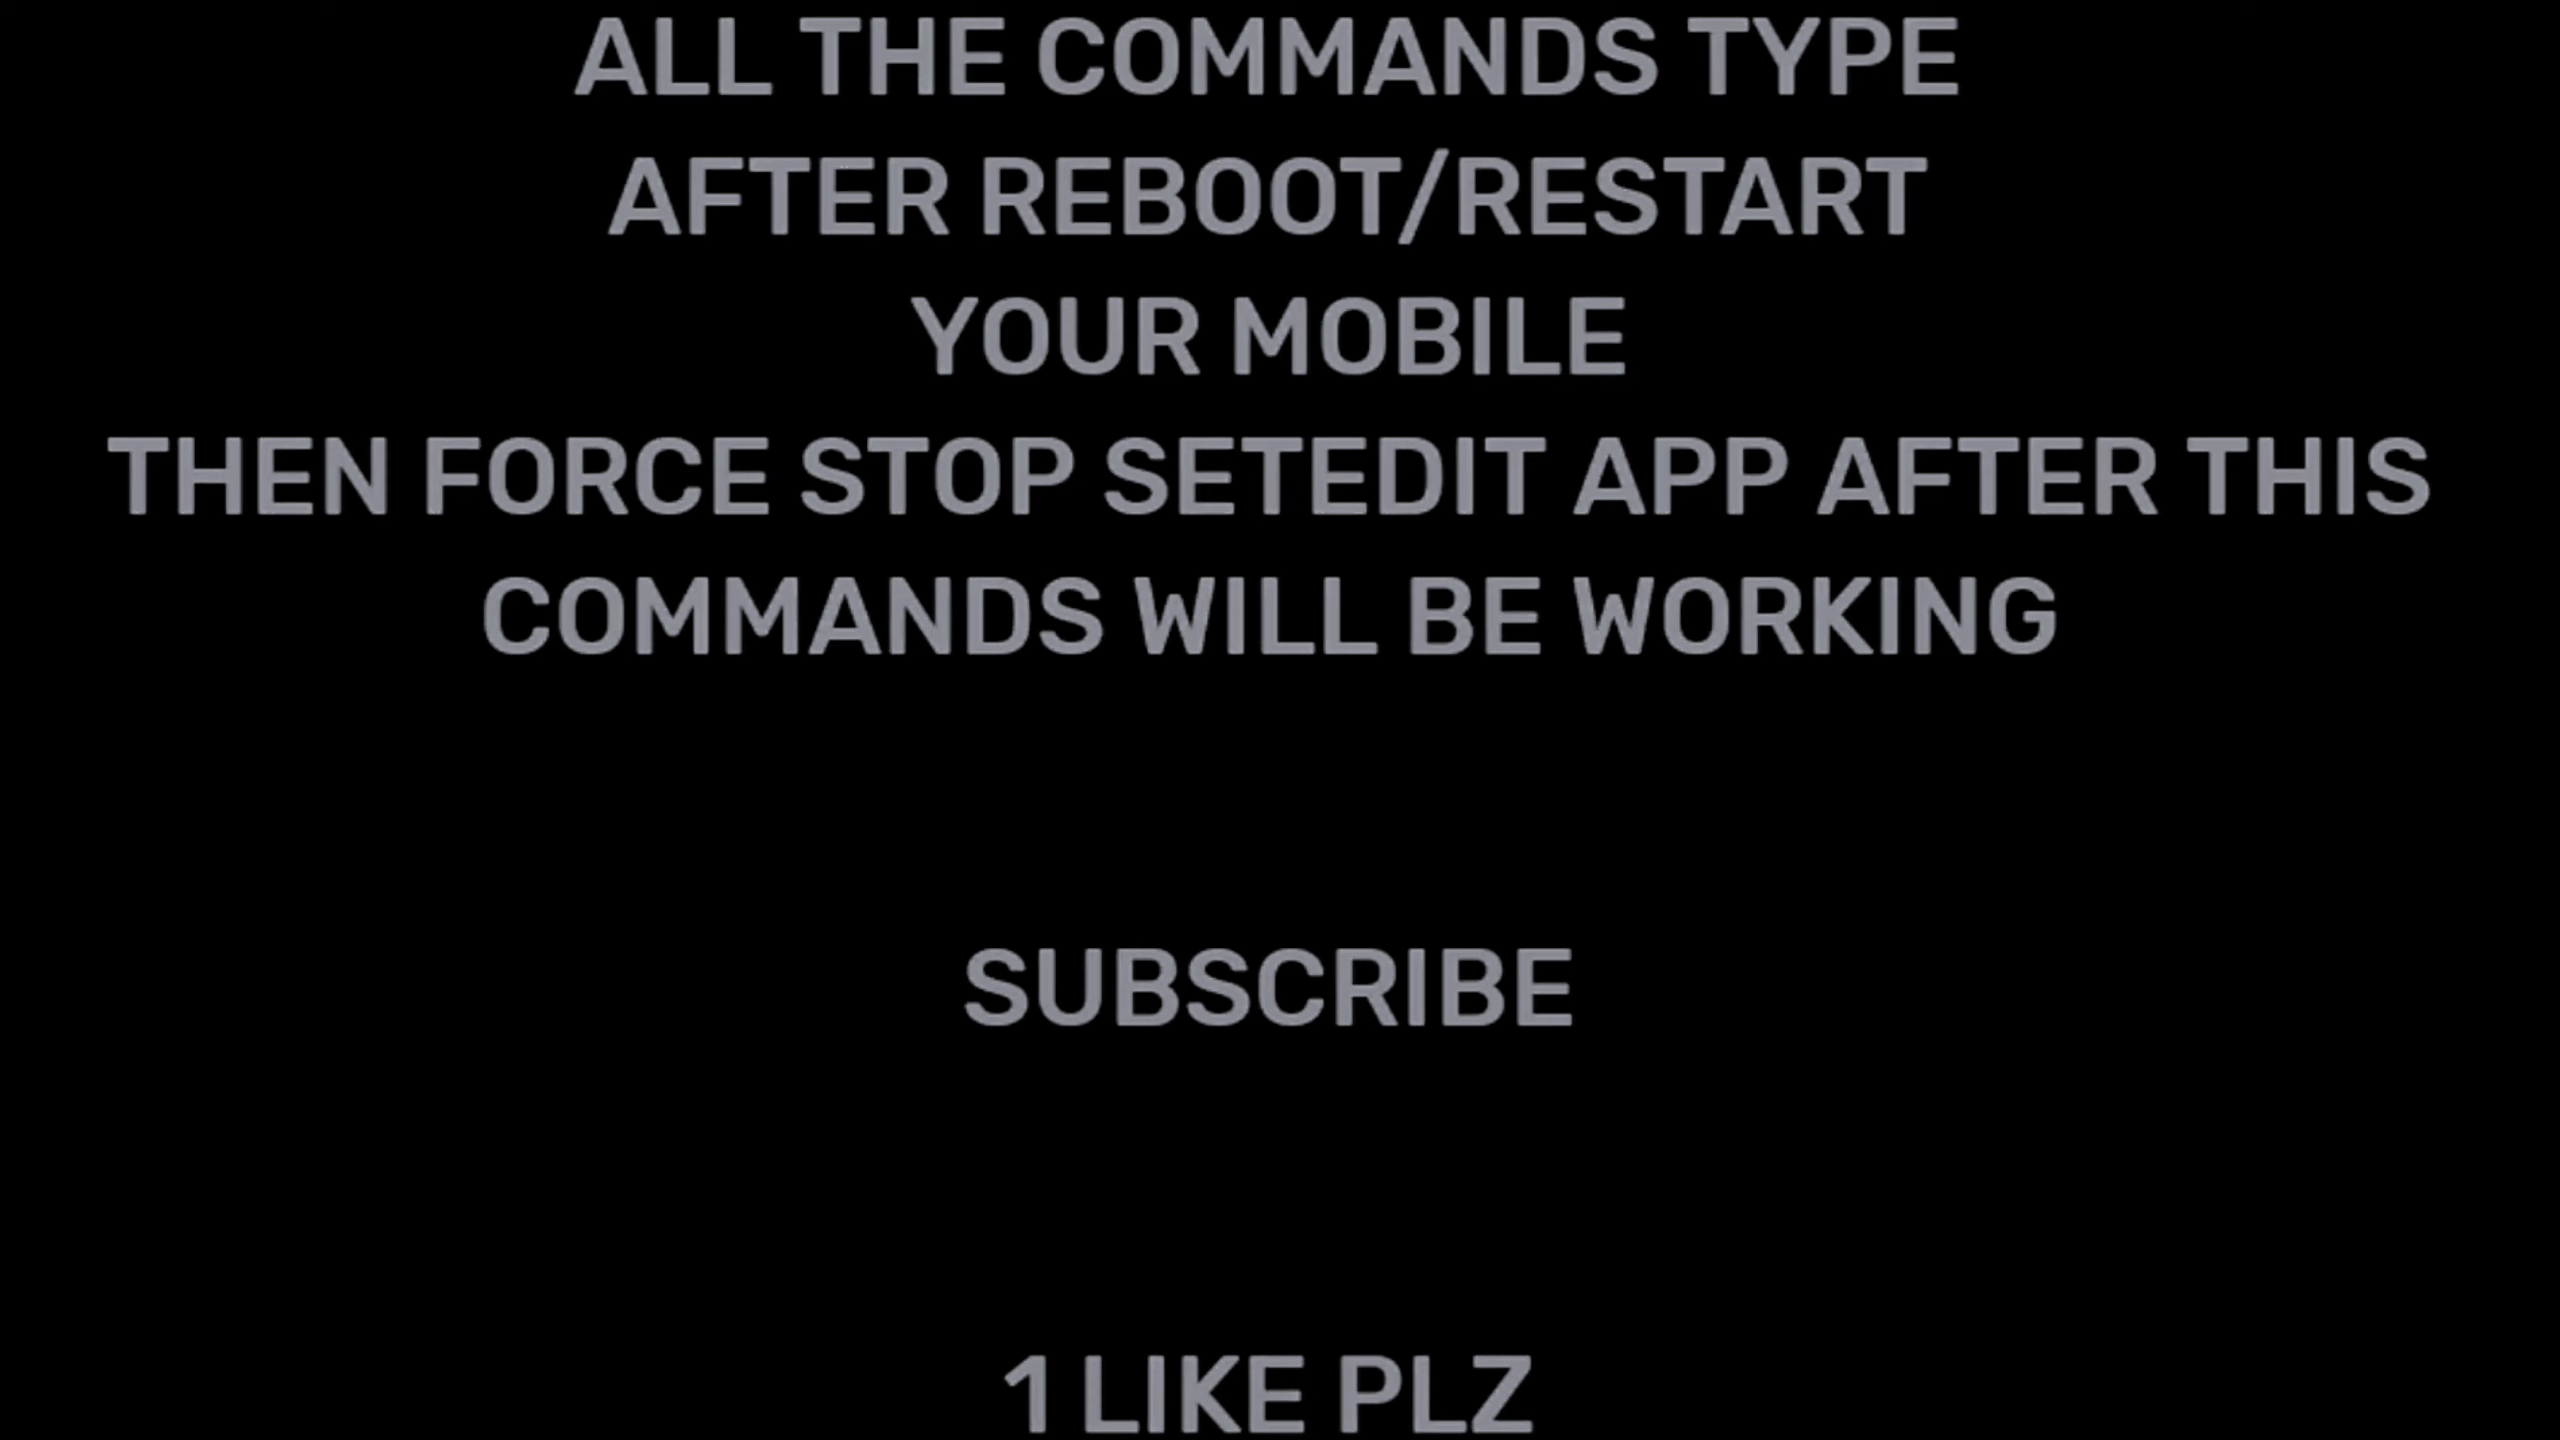 ALL THE COMMANDS TYPE
AFTER REBOOT/RESTART
YOUR MOBILE
THEN FORCE STOP SETEDIT APP AFTER THIS
COMMANDS WILL BE WORKING
SUBSCRIBE
1 LIKE PLZ